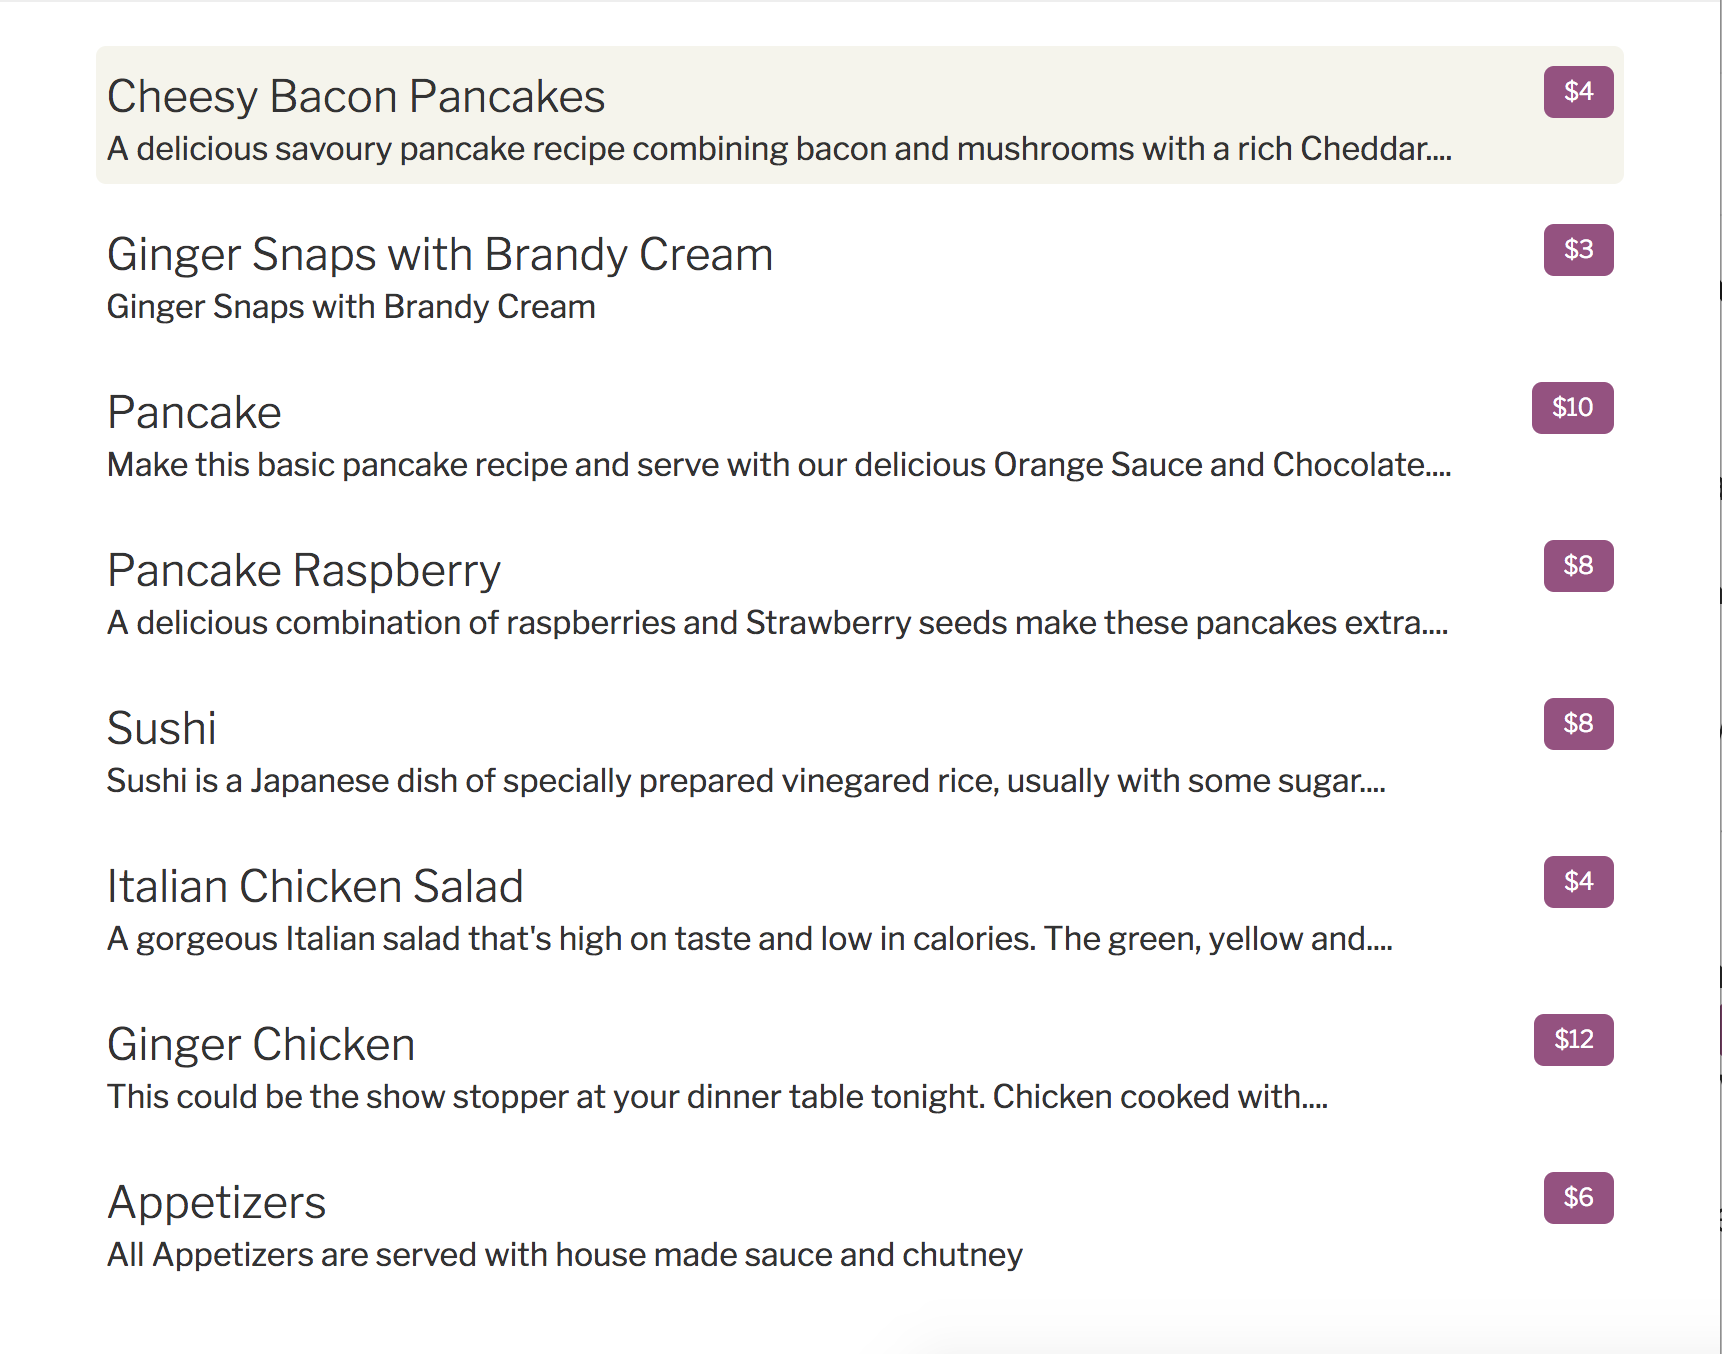 Cheesy Bacon Pancakes $4
A delicious savoury pancake recipe combining bacon and mushrooms with a rich Cheddar....
Ginger Snaps with Brandy Cream $3
Ginger Snaps with Brandy Cream
Pancake $10
Make this basic pancake recipe and serve with our delicious Orange Sauce and Chocolate....
Pancake Raspberry $8
A delicious combination of raspberries and Strawberry seeds make these pancakes extra....
Sushi $8
Sushi is a Japanese dish of specially prepared vinegared rice, usually with some sugar....
Italian Chicken Salad $4
A gorgeous Italian salad that's high on taste and low in calories. The green, yellow and....
Ginger Chicken $12
This could be the show stopper at your dinner table tonight. Chicken cooked with....
Appetizers $6
All Appetizers are served with house made sauce and chutney